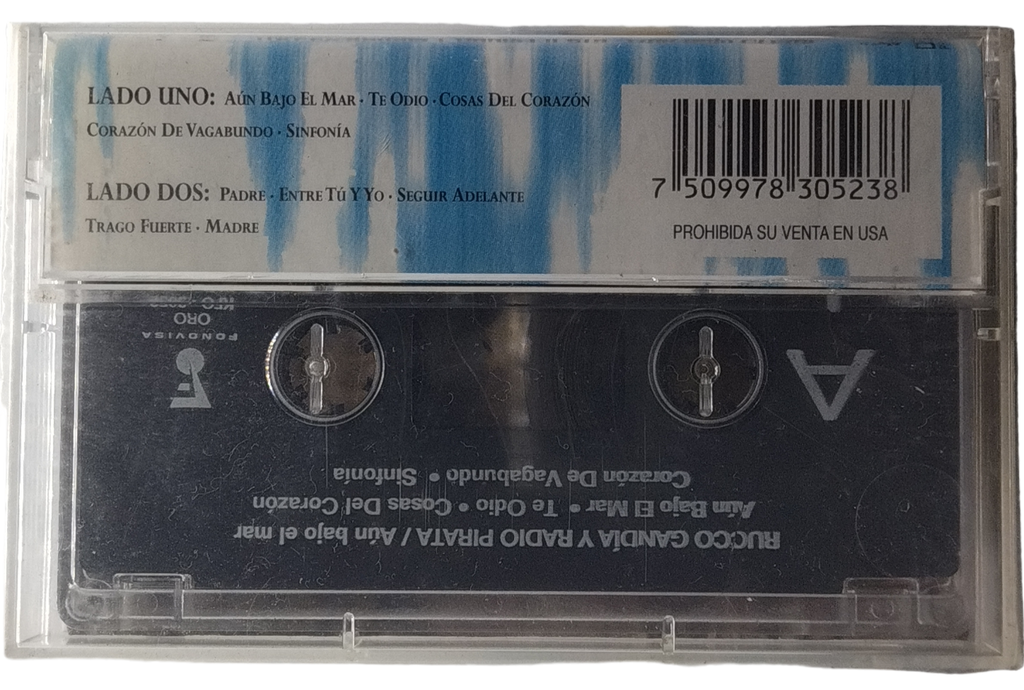 LADO UNO: AÚN BAJO EL MAR · TE ODIO · COSAS DEL CORAZÓN
CORAZÓN DE VAGABUNDO · SINFONÍA
LADO DOS: PADRE · ENTRE TÚ Y YO · SEGUIR ADELANTE
TRAGO FUERTE · MADRE
7 509978 305238
PROHIBIDA SU VENTA EN USA
A
RUCCO GANDÍA Y RADIO PIRATA / Aún bajo el mar
Aún Bajo El Mar • Te Odio • Cosas Del Corazón
Corazón De Vagabundo • Sinfonía
FONOVISA
ORO